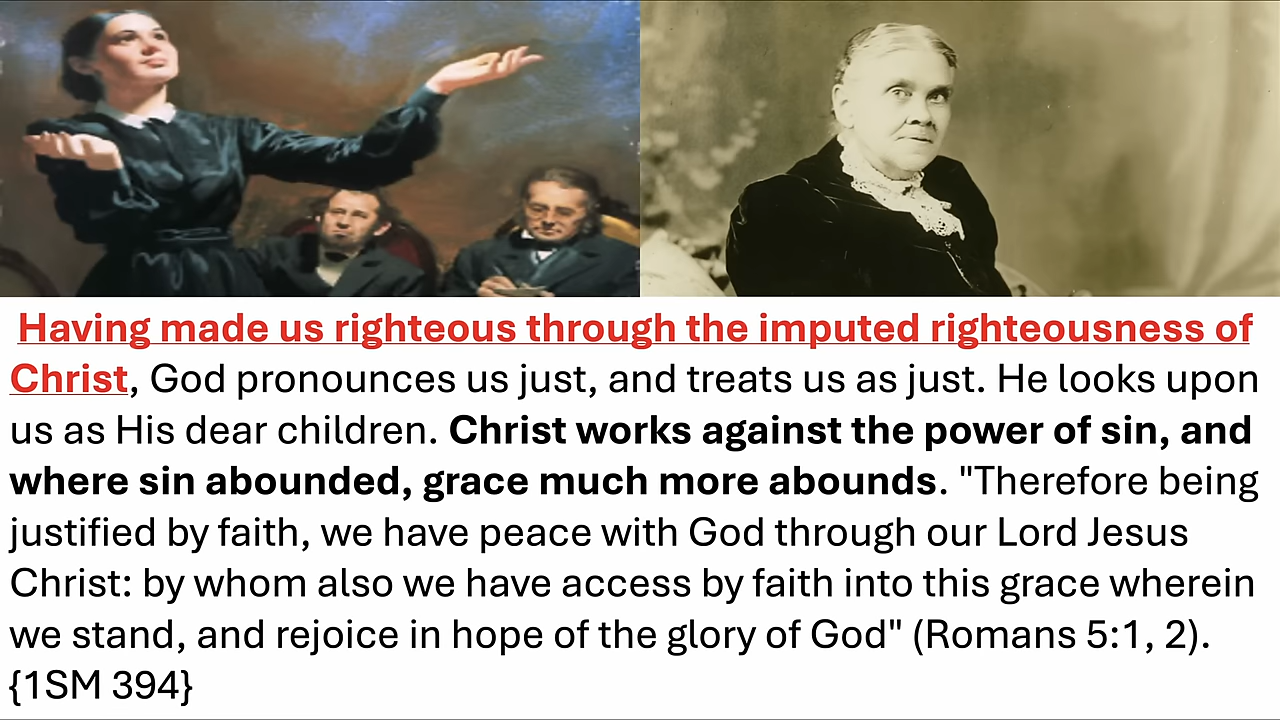 Having made us righteous through the imputed righteousness of
Christ, God pronounces us just, and treats us as just. He looks upon
us as His dear children. Christ works against the power of sin, and
where sin abounded, grace much more abounds. "Therefore being
justified by faith, we have peace with God through our Lord Jesus
Christ: by whom also we have access by faith into this grace wherein
we stand, and rejoice in hope of the glory of God" (Romans 5:1, 2).
{1SM 394}